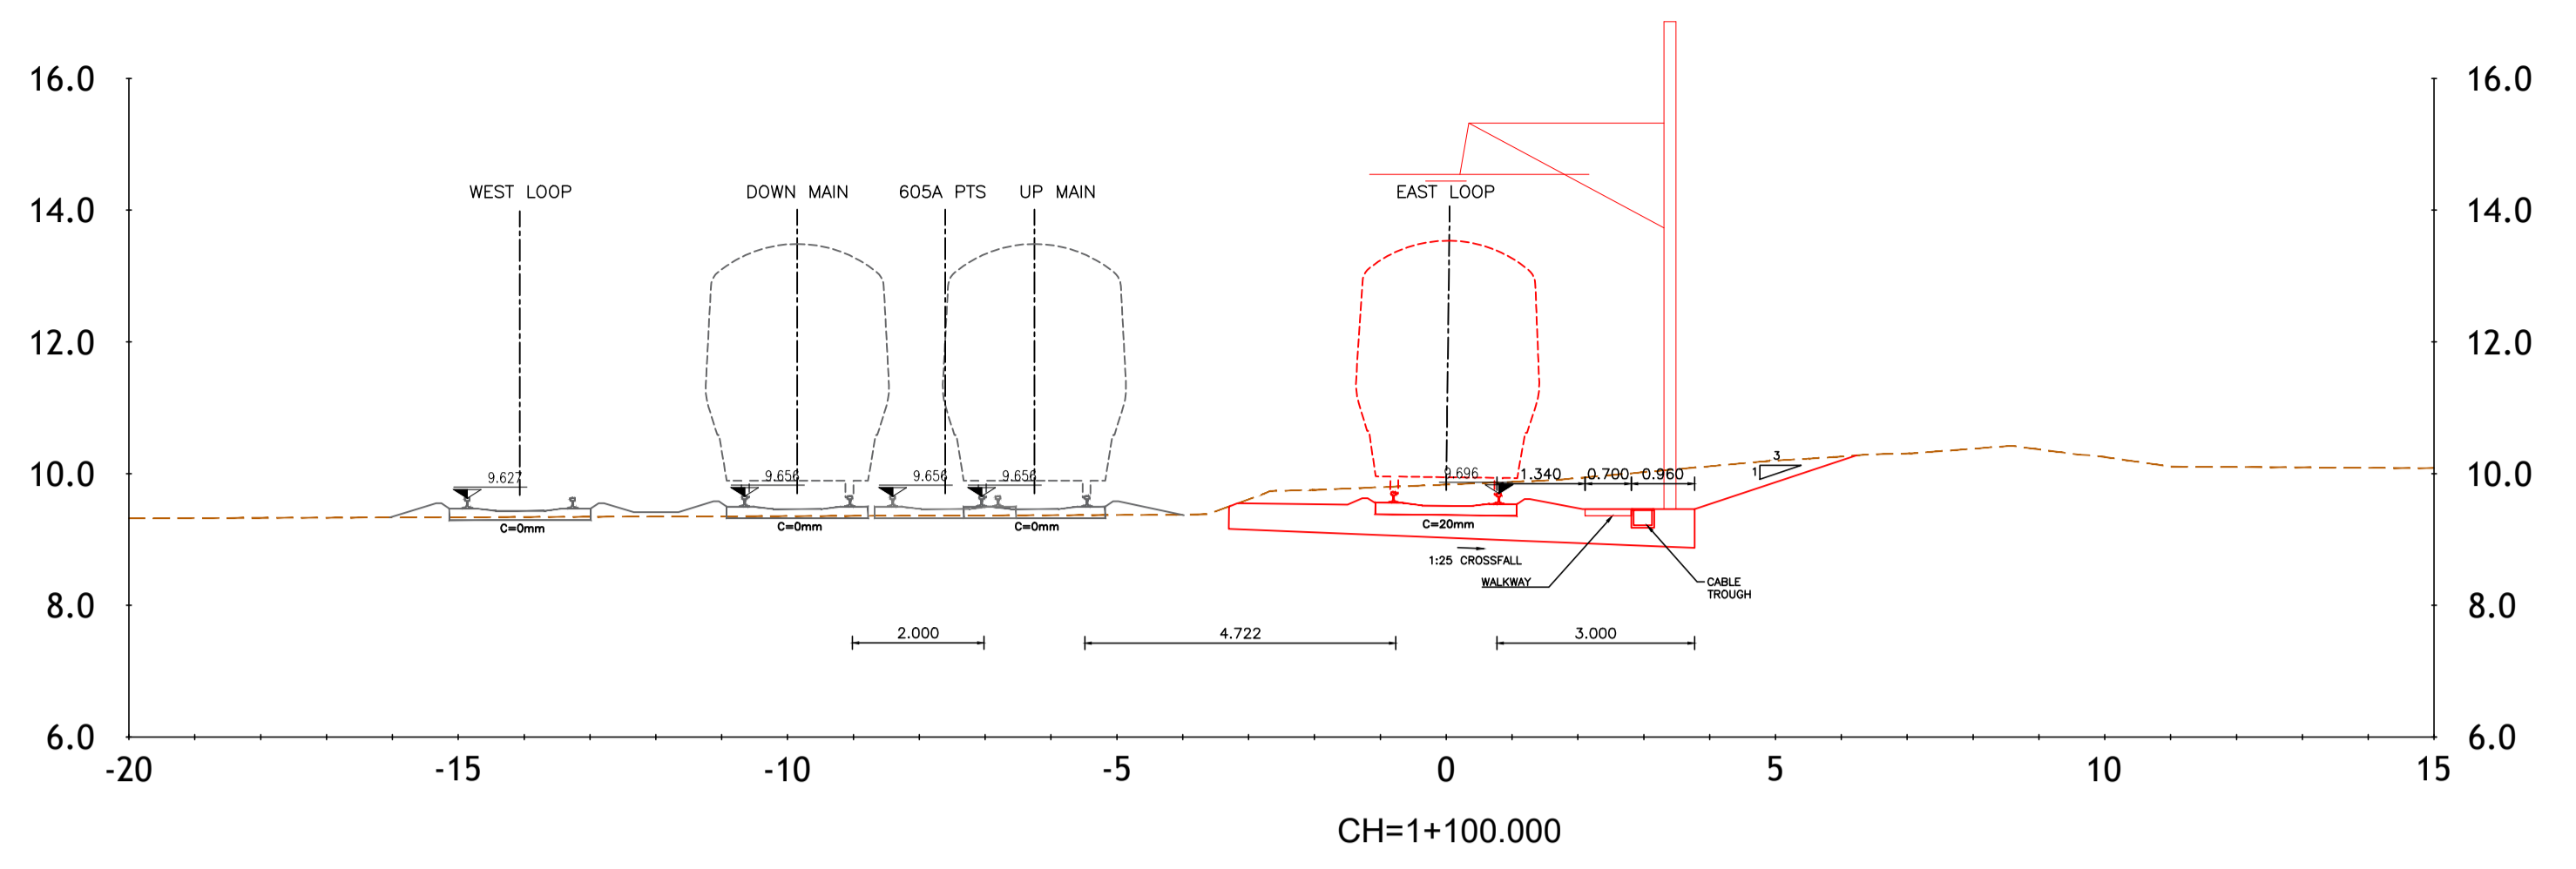 16.0 16.0
WEST LOOP DOWN MAIN 605A PTS UP MAIN EAST LOOP
14.0 14.0
12.0 12.0
10.0 10.0
9.627 9.656 9.656 9.656 9.696 1.340 0.700 0.960 1 3
C=0mm C=0mm C=0mm C=20mm
1:25 CROSSFALL
WALKWAY CABLE
TROUGH
8.0 8.0
2.000 4.722 3.000
6.0 6.0
-20 -15 -10 -5 0 5 10 15
CH=1+100.000